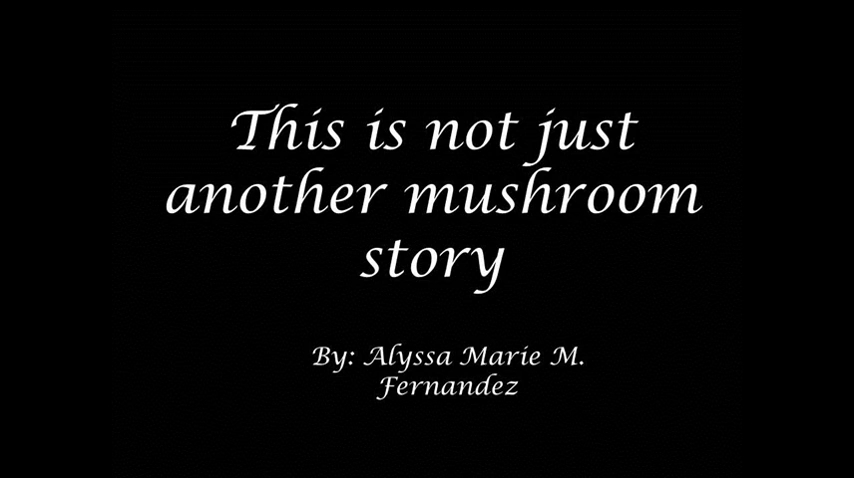 This is not just
another mushroom
story
By: Alyssa Marie M.
Fernandez